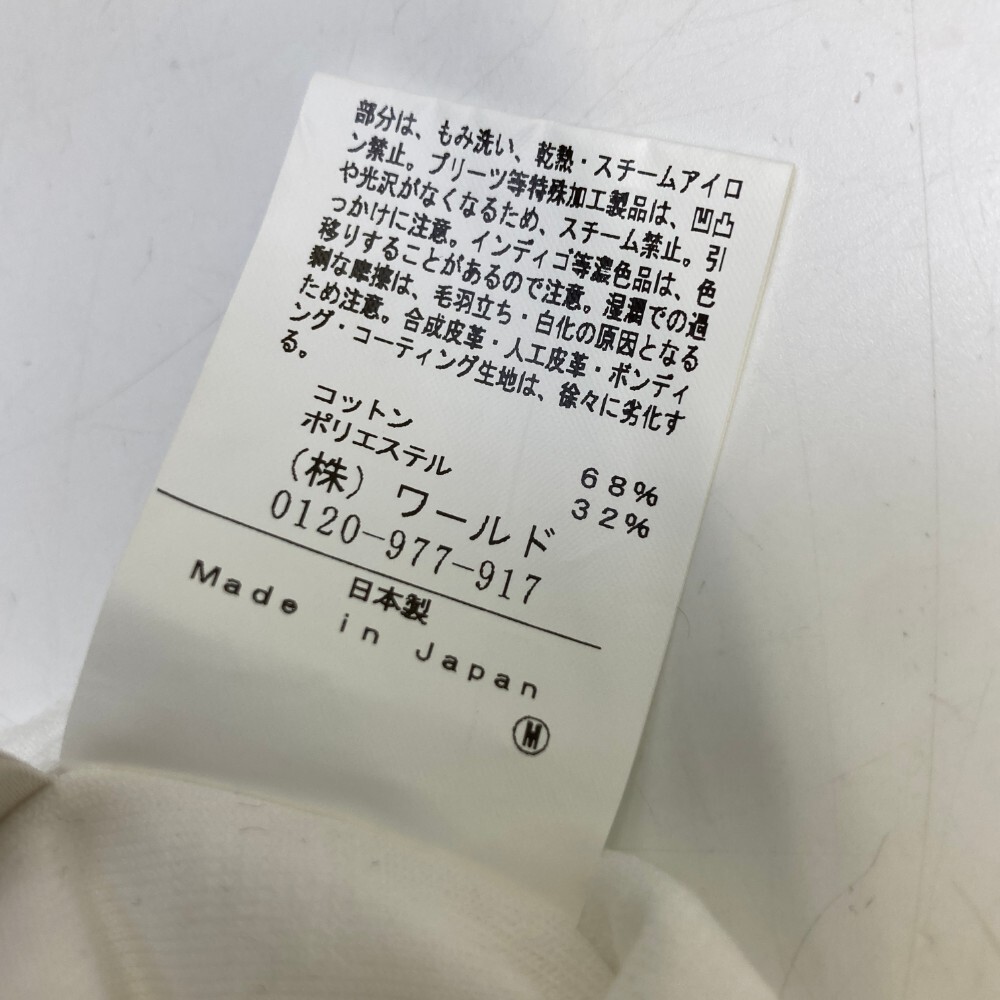 部分は、もみ洗い、乾熱・スチームアイロ
ン禁止。プリーツ等特殊加工製品は、凹凸
や光沢がなくなるため、スチーム禁止。引
っかけに注意。インディゴ等濃色品は、色
移りすることがあるので注意。湿潤での過
剰な摩擦は、毛羽立ち・白化の原因となる
ため注意。合成皮革・人工皮革・ボンディ
ング・コーティング生地は、徐々に劣化す
る。
コットン 68%
ポリエステル 32%
(株)ワールド
0120-977-917
日本製
Made in Japan
Ⓜ